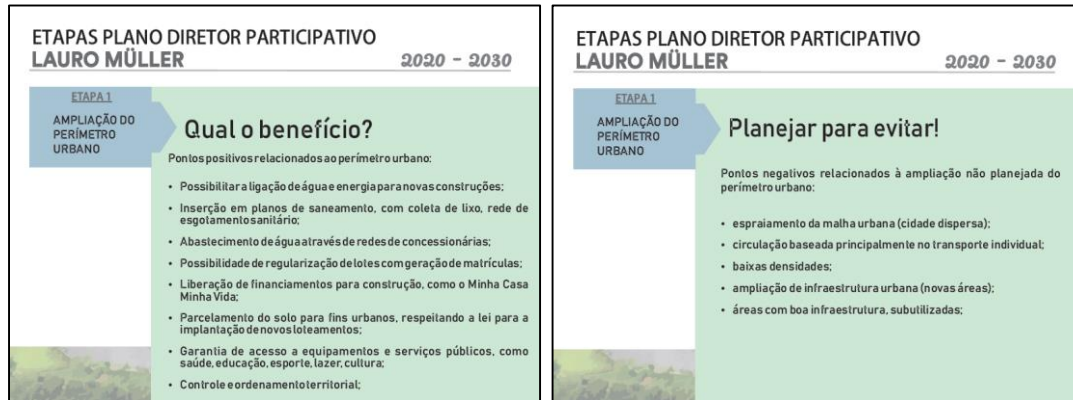 ETAPAS PLANO DIRETOR PARTICIPATIVO
LAURO MÜLLER 2020 - 2030
ETAPA 1
AMPLIAÇÃO DO
PERÍMETRO
URBANO
Qual o benefício?
Pontos positivos relacionados ao perímetro urbano:
• Possibilitar a ligação de água e energia para novas construções;
• Inserção em planos de saneamento, com coleta de lixo, rede de
esgotamento sanitário;
• Abastecimento de água através de redes de concessionárias;
• Possibilidade de regularização de lotes com geração de matrículas;
• Liberação de financiamentos para construção, como o Minha Casa
Minha Vida;
• Parcelamento do solo para fins urbanos, respeitando a lei para a
implantação de novos loteamentos;
• Garantia de acesso a equipamentos e serviços públicos, como
saúde, educação, esporte, lazer, cultura;
• Controle e ordenamento territorial;
ETAPAS PLANO DIRETOR PARTICIPATIVO
LAURO MÜLLER 2020 - 2030
ETAPA 1
AMPLIAÇÃO DO
PERÍMETRO
URBANO
Planejar para evitar!
Pontos negativos relacionados à ampliação não planejada do
perímetro urbano:
• espraiamento da malha urbana (cidade dispersa);
• circulação baseada principalmente no transporte individual;
• baixas densidades;
• ampliação de infraestrutura urbana (novas áreas);
• áreas com boa infraestrutura, subutilizadas;